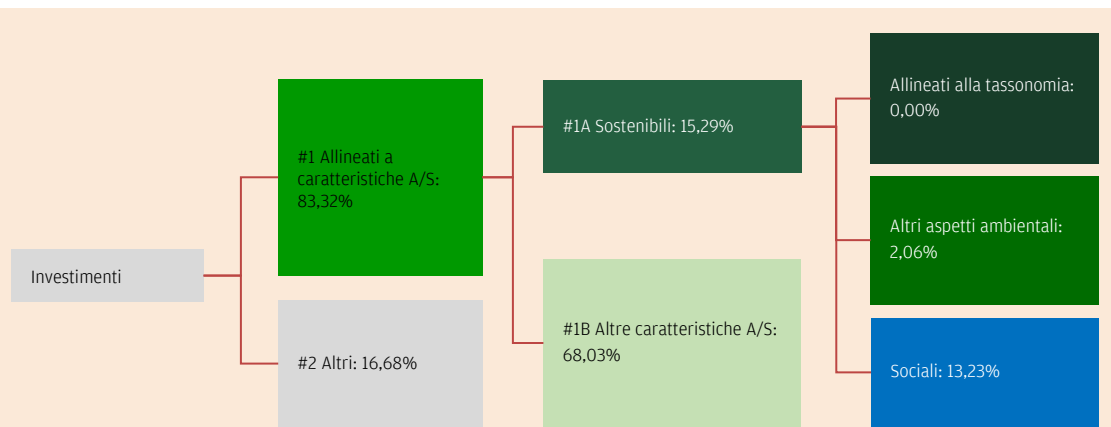 Investimenti
#1 Allineati a
caratteristiche A/S:
83,32%
#2 Altri: 16,68%
#1A Sostenibili: 15,29%
#1B Altre caratteristiche A/S:
68,03%
Allineati alla tassonomia:
0,00%
Altri aspetti ambientali:
2,06%
Sociali: 13,23%